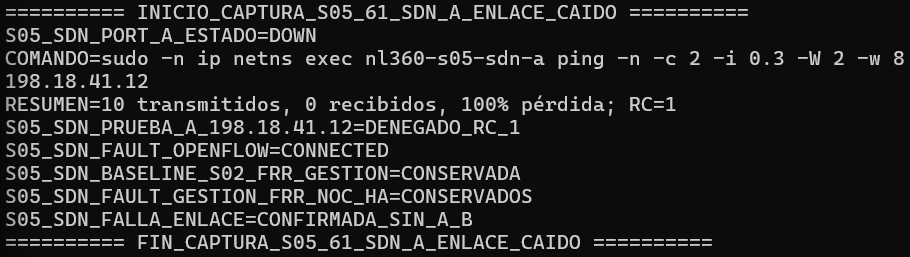 ========== INICIO_CAPTURA_S05_61_SDN_A_ENLACE_CAIDO ==========
S05_SDN_PORT_A_ESTADO=DOWN
COMANDO=sudo -n ip netns exec nl360-s05-sdn-a ping -n -c 2 -i 0.3 -W 2 -w 8
198.18.41.12
RESUMEN=10 transmitidos, 0 recibidos, 100% pérdida; RC=1
S05_SDN_PRUEBA_A_198.18.41.12=DENEGADO_RC_1
S05_SDN_FAULT_OPENFLOW=CONNECTED
S05_SDN_BASELINE_S02_FRR_GESTION=CONSERVADA
S05_SDN_FAULT_GESTION_FRR_NOC_HA=CONSERVADOS
S05_SDN_FALLA_ENLACE=CONFIRMADA_SIN_A_B
========== FIN_CAPTURA_S05_61_SDN_A_ENLACE_CAIDO ==========